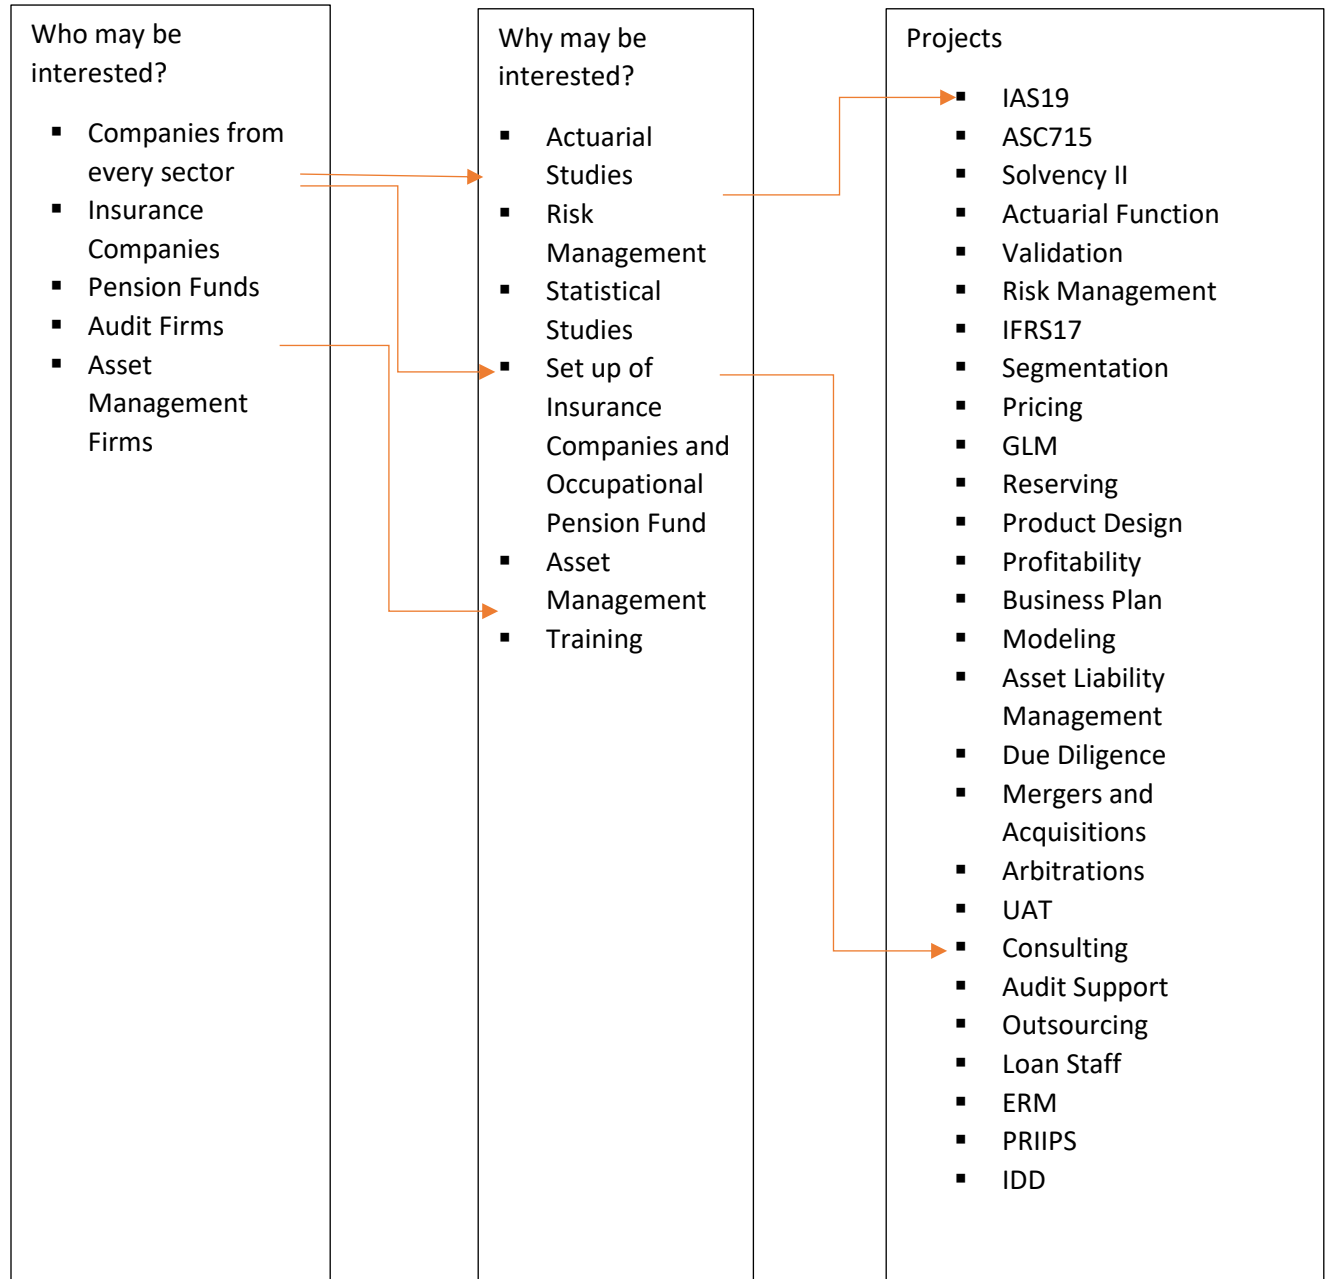 Who may be
interested?
▪ Companies from
every sector
▪ Insurance
Companies
▪ Pension Funds
▪ Audit Firms
▪ Asset
Management
Firms
Why may be
interested?
▪ Actuarial
Studies
▪ Risk
Management
▪ Statistical
Studies
▪ Set up of
Insurance
Companies and
Occupational
Pension Fund
▪ Asset
Management
▪ Training
Projects
▪ IAS19
▪ ASC715
▪ Solvency II
▪ Actuarial Function
▪ Validation
▪ Risk Management
▪ IFRS17
▪ Segmentation
▪ Pricing
▪ GLM
▪ Reserving
▪ Product Design
▪ Profitability
▪ Business Plan
▪ Modeling
▪ Asset Liability
Management
▪ Due Diligence
▪ Mergers and
Acquisitions
▪ Arbitrations
▪ UAT
▪ Consulting
▪ Audit Support
▪ Outsourcing
▪ Loan Staff
▪ ERM
▪ PRIIPS
▪ IDD